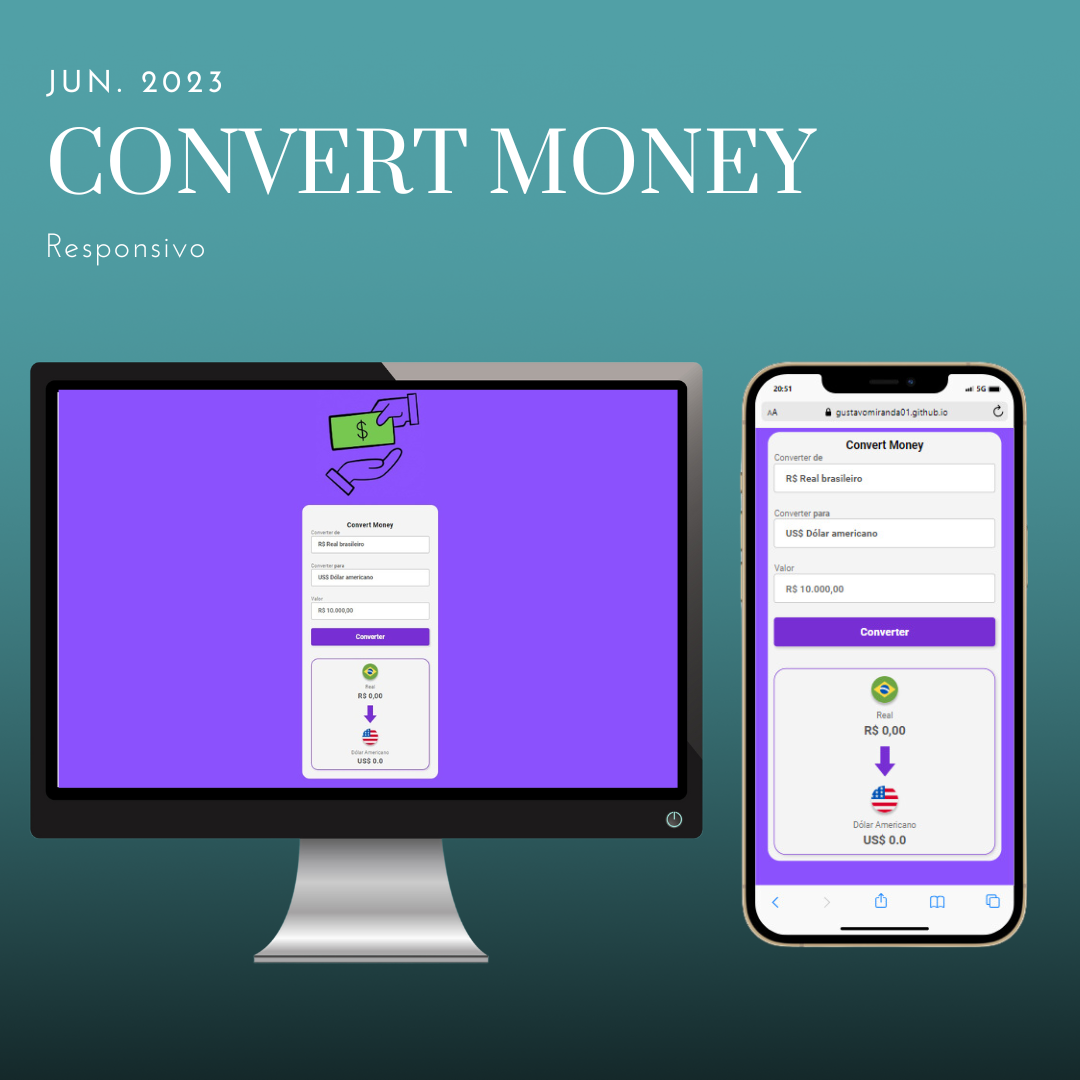 JUN. 2023
CONVERT MONEY
Responsivo
$
Convert Money
Converter de
R$ Real brasileiro
Converter para
US$ Dólar americano
Valor
R$ 10.000,00
Converter
Real
R$ 0,00
Dólar Americano
US$ 0.0
20:51
5G
AA
gustavomiranda01.github.io
Convert Money
Converter de
R$ Real brasileiro
Converter para
US$ Dólar americano
Valor
R$ 10.000,00
Converter
Real
R$ 0,00
Dólar Americano
US$ 0.0